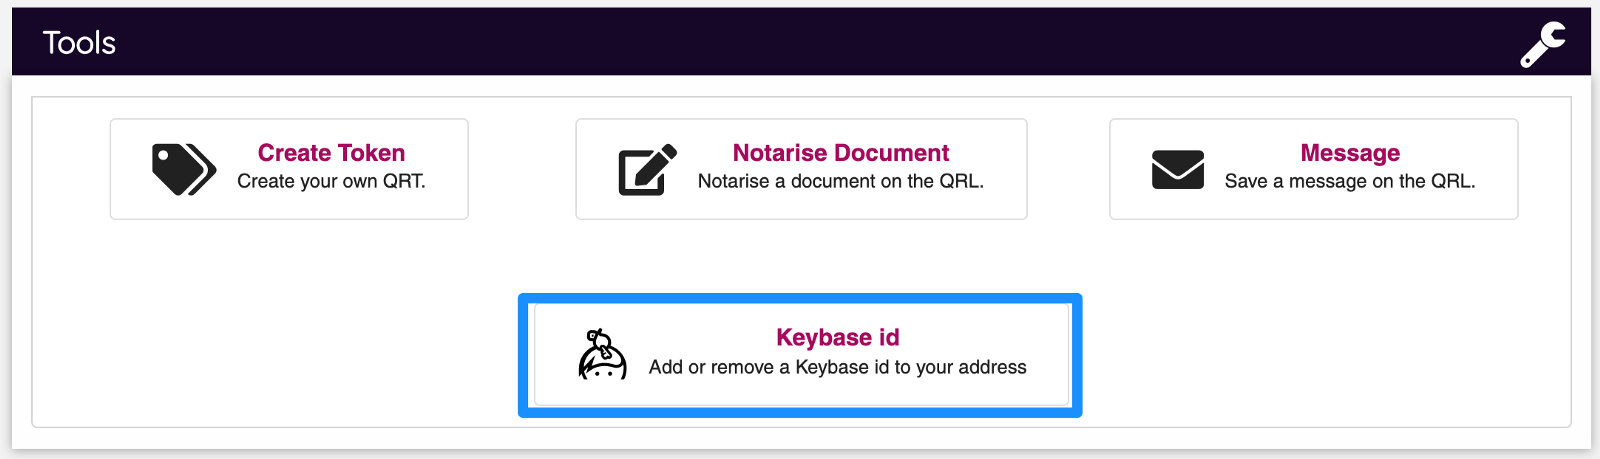 Tools
Create Token
Create your own QRT.
Notarise Document
Notarise a document on the QRL.
Message
Save a message on the QRL.
Keybase id
Add or remove a Keybase id to your address